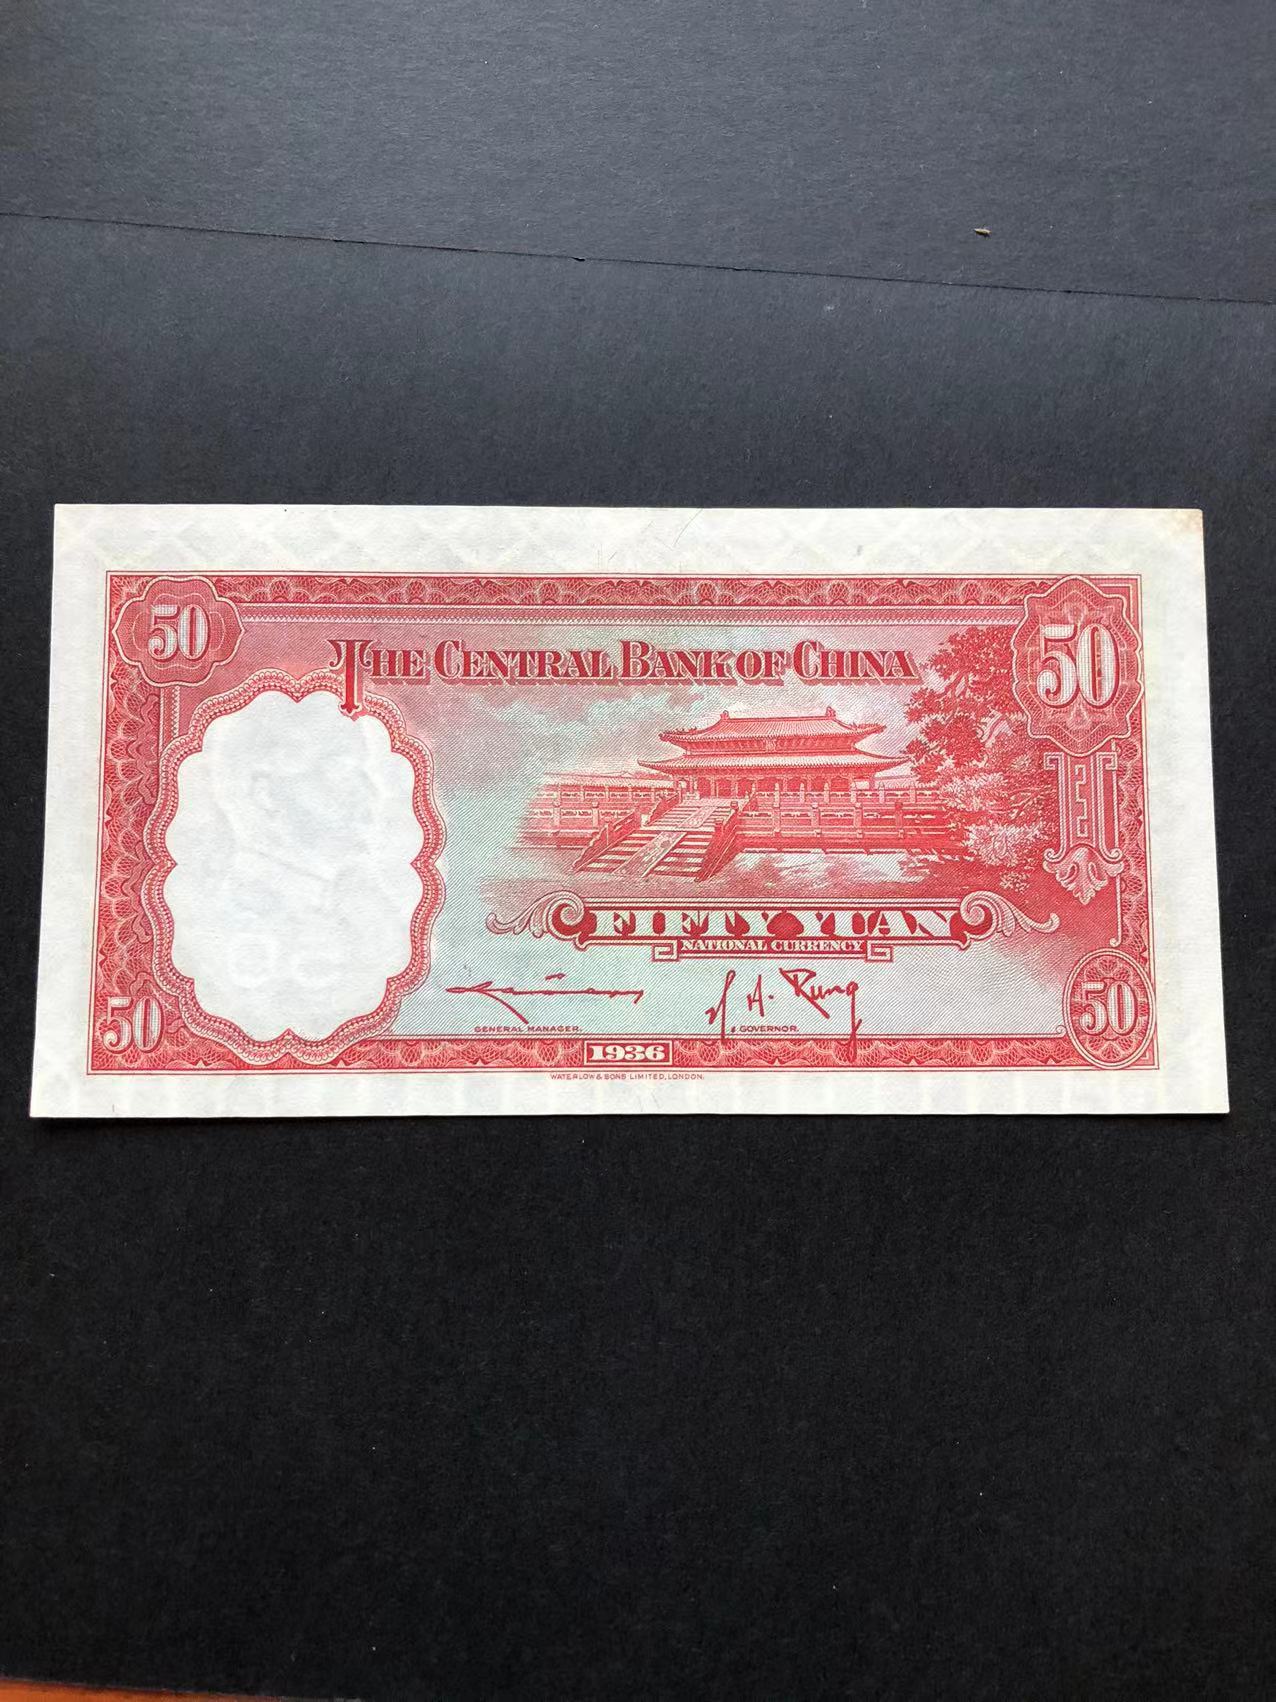 50
50
THE CENTRAL BANK OF CHINA
FIFTY YUAN
NATIONAL CURRENCY
H. H. Kung
GENERAL MANAGER.
GOVERNOR.
50
50
1936
WATERLOW & SONS LIMITED, LONDON.